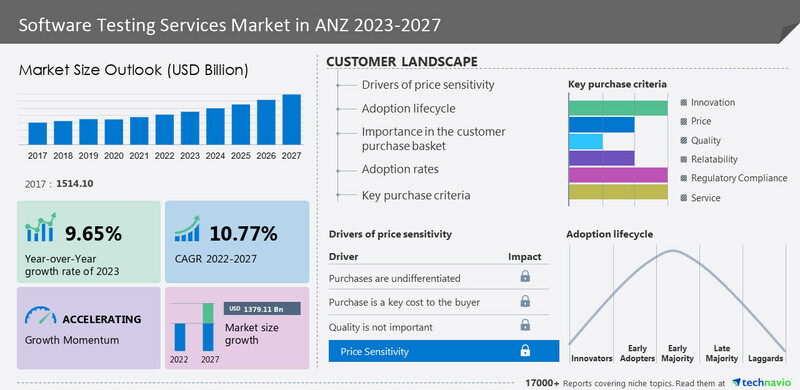 Software Testing Services Market in ANZ 2023-2027
Market Size Outlook (USD Billion)
2017 2018 2019 2020 2021 2022 2023 2024 2025 2026 2027
2017 : 1514.10
9.65%
Year-over-Year
growth rate of 2023
10.77%
CAGR 2022-2027
ACCELERATING
Growth Momentum
USD 1379.11 Bn
Market size
growth
2022 2027
CUSTOMER LANDSCAPE
Drivers of price sensitivity
Adoption lifecycle
Importance in the customer
purchase basket
Adoption rates
Key purchase criteria
Key purchase criteria
Innovation
Price
Quality
Relatability
Regulatory Compliance
Service
Drivers of price sensitivity
Driver Impact
Purchases are undifferentiated
Purchase is a key cost to the buyer
Quality is not important
Price Sensitivity
Adoption lifecycle
Innovators
Early
Adopters
Early
Majority
Late
Majority
Laggards
17000+ Reports covering niche topics. Read them at technavio